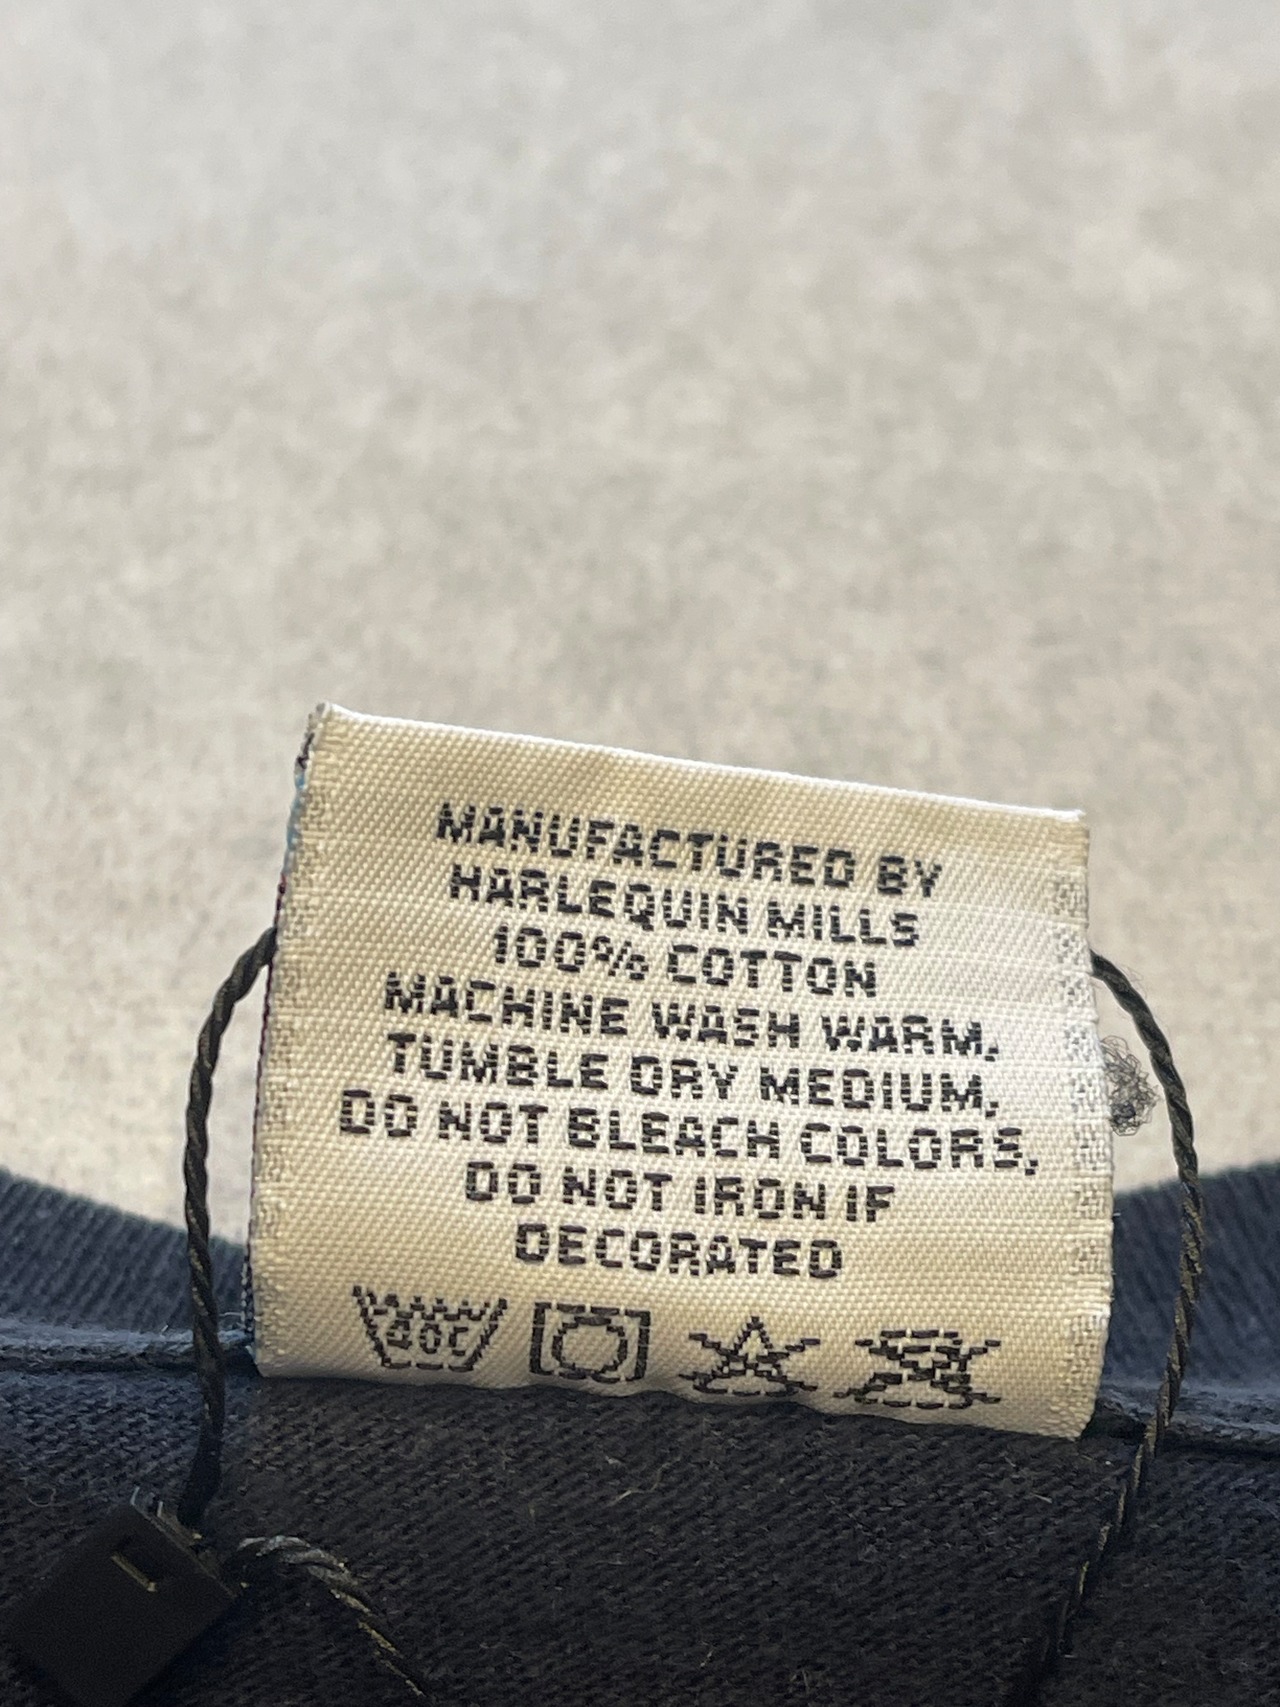 MANUFACTURED BY
HARLEQUIN MILLS
100% COTTON
MACHINE WASH WARM,
TUMBLE DRY MEDIUM,
DO NOT BLEACH COLORS,
DO NOT IRON IF
DECORATED
40C